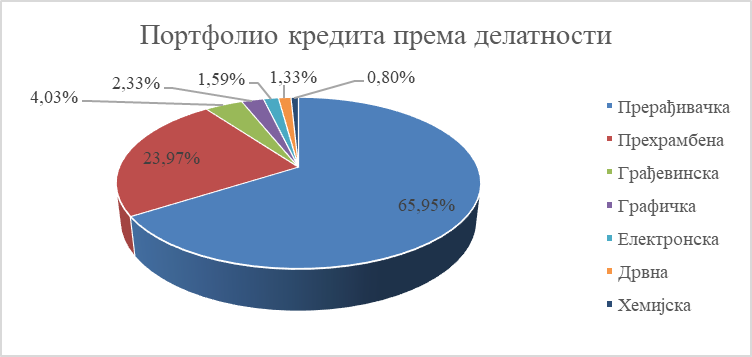 Портфолио кредита према делатности
4,03%
2,33%
1,59%
1,33%
0,80%
23,97%
65,95%
Прерађивачка
Прехрамбена
Грађевинска
Графичка
Електронска
Дрвна
Хемијска